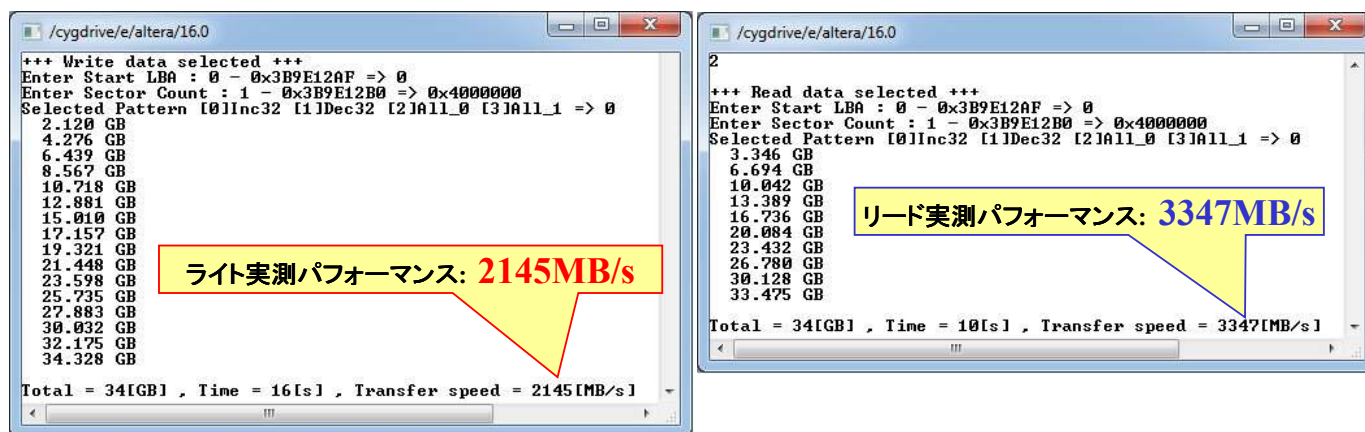 /cygdrive/e/altera/16.0
+++ Write data selected +++
Enter Start LBA : 0 - 0x3B9E12AF => 0
Enter Sector Count : 1 - 0x3B9E12B0 => 0x4000000
Selected Pattern [0]Inc32 [1]Dec32 [2]All_0 [3]All_1 => 0
2.120 GB
4.276 GB
6.439 GB
8.567 GB
10.718 GB
12.881 GB
15.010 GB
17.157 GB
19.321 GB
21.448 GB
23.598 GB
25.735 GB
27.883 GB
30.032 GB
32.175 GB
34.328 GB
Total = 34[GB] , Time = 16[s] , Transfer speed = 2145[MB/s]
ライト実測パフォーマンス: 2145MB/s
/cygdrive/e/altera/16.0
2
+++ Read data selected +++
Enter Start LBA : 0 - 0x3B9E12AF => 0
Enter Sector Count : 1 - 0x3B9E12B0 => 0x4000000
Selected Pattern [0]Inc32 [1]Dec32 [2]All_0 [3]All_1 => 0
3.346 GB
6.694 GB
10.042 GB
13.389 GB
16.736 GB
20.084 GB
23.432 GB
26.780 GB
30.128 GB
33.475 GB
Total = 34[GB] , Time = 10[s] , Transfer speed = 3347[MB/s]
リード実測パフォーマンス: 3347MB/s